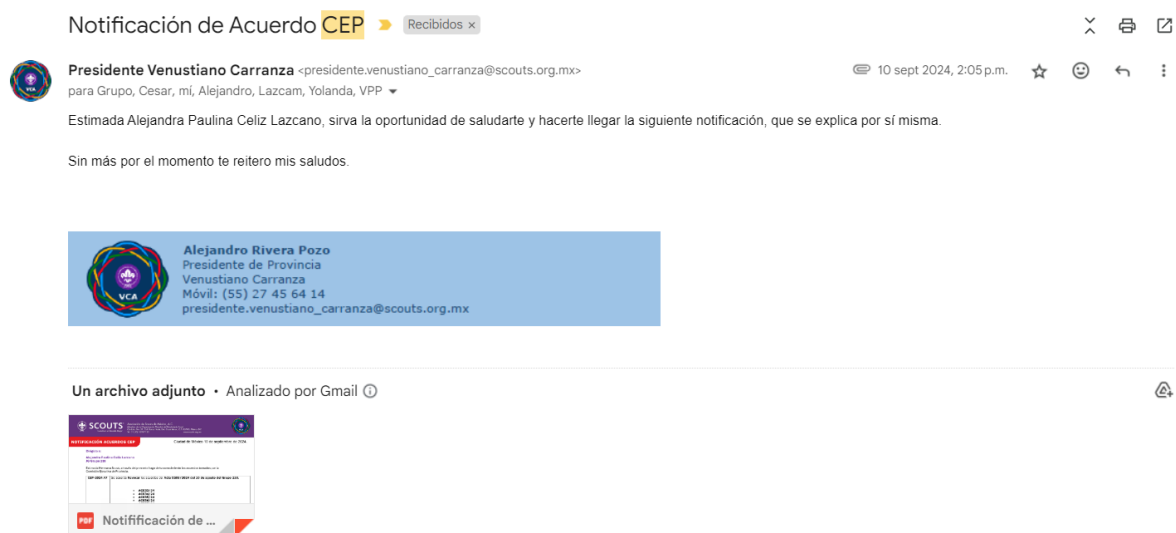 Notificación de Acuerdo CEP Recibidos ×
Presidente Venustiano Carranza <presidente.venustiano_carranza@scouts.org.mx> 10 sept 2024, 2:05 p.m.
para Grupo, Cesar, mí, Alejandro, Lazcam, Yolanda, VPP
Estimada Alejandra Paulina Celiz Lazcano, sirva la oportunidad de saludarte y hacerte llegar la siguiente notificación, que se explica por sí misma.
Sin más por el momento te reitero mis saludos.
VCA
Alejandro Rivera Pozo
Presidente de Provincia
Venustiano Carranza
Móvil: (55) 27 45 64 14
presidente.venustiano_carranza@scouts.org.mx
Un archivo adjunto • Analizado por Gmail
SCOUTS
NOTIFICACIÓN ACUERDOS CEP
PDF Notifificación de ...